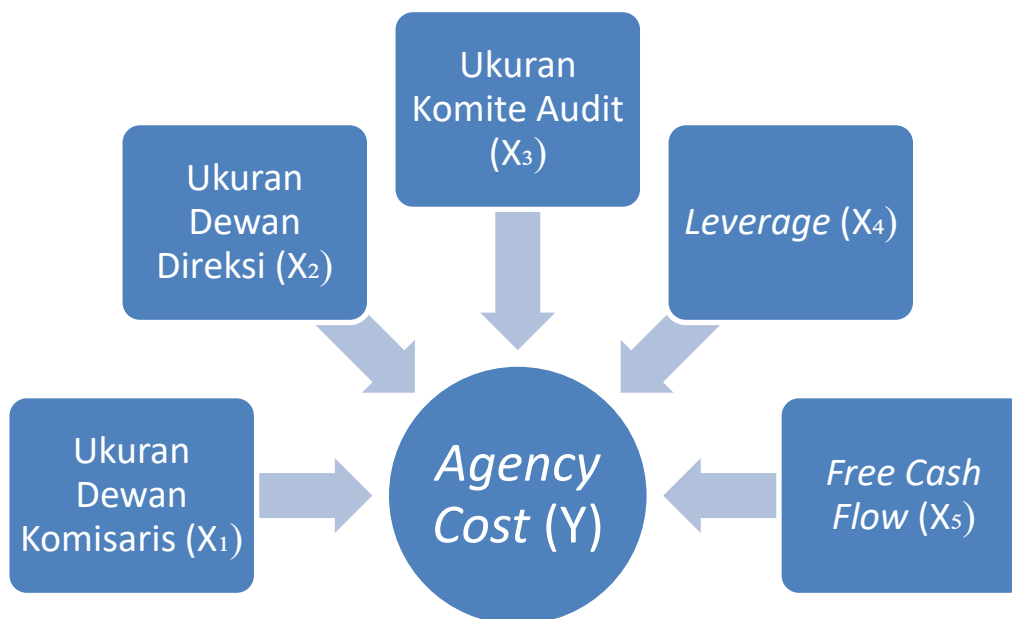 Ukuran
Komite Audit
(X₃)
Ukuran
Dewan
Direksi (X₂)
Leverage (X₄)
Ukuran
Dewan
Komisaris (X₁)
Agency
Cost (Y)
Free Cash
Flow (X₅)